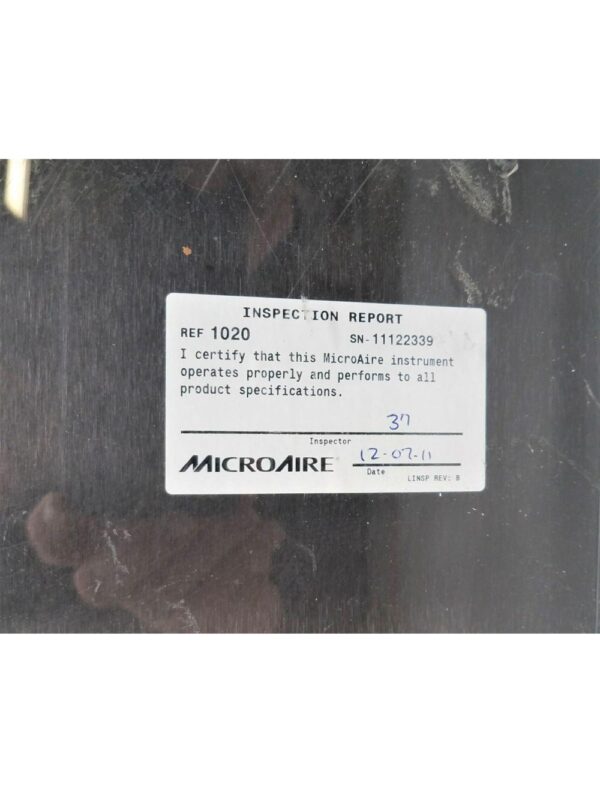 INSPECTION REPORT
REF 1020 SN-11122339
I certify that this MicroAire instrument
operates properly and performs to all
product specifications.
37
Inspector
MICROAIRE 12-07-11
Date LINSP REV: B